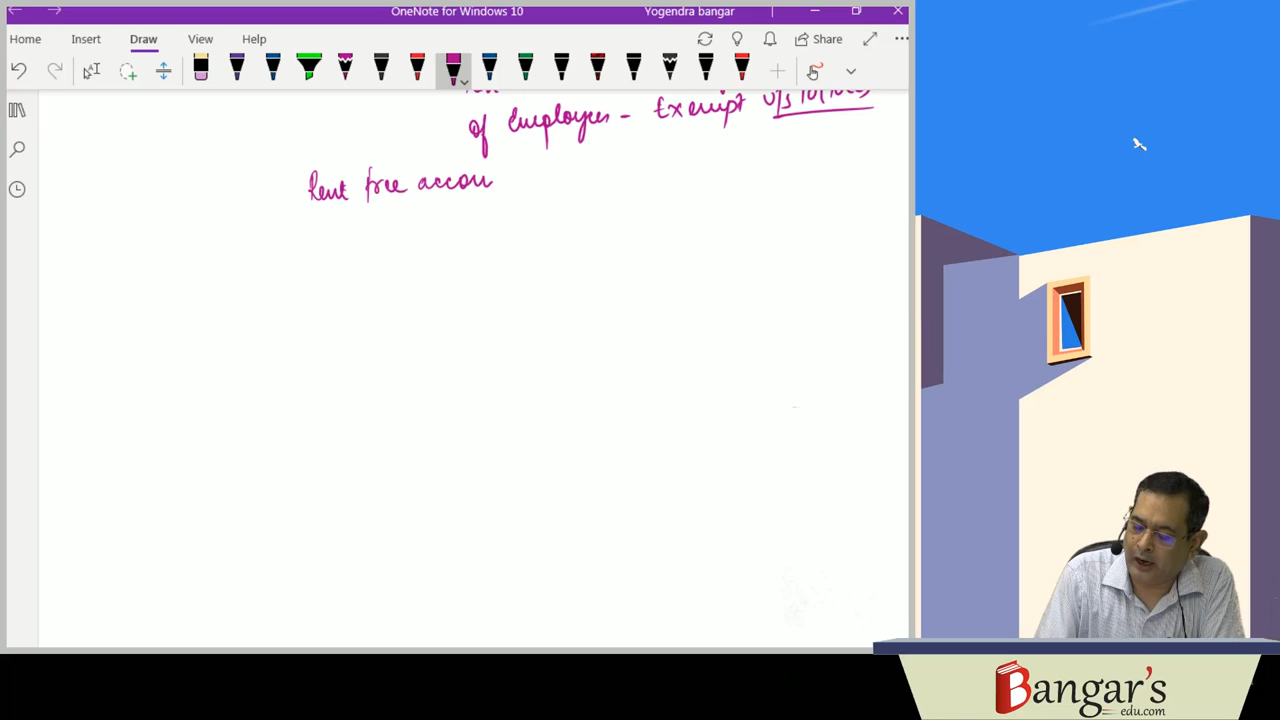 OneNote for Windows 10
Yogendra bangar
Home Insert Draw View Help Share
of employees - Exempt
Rent free accom
Bangar's
edu.com